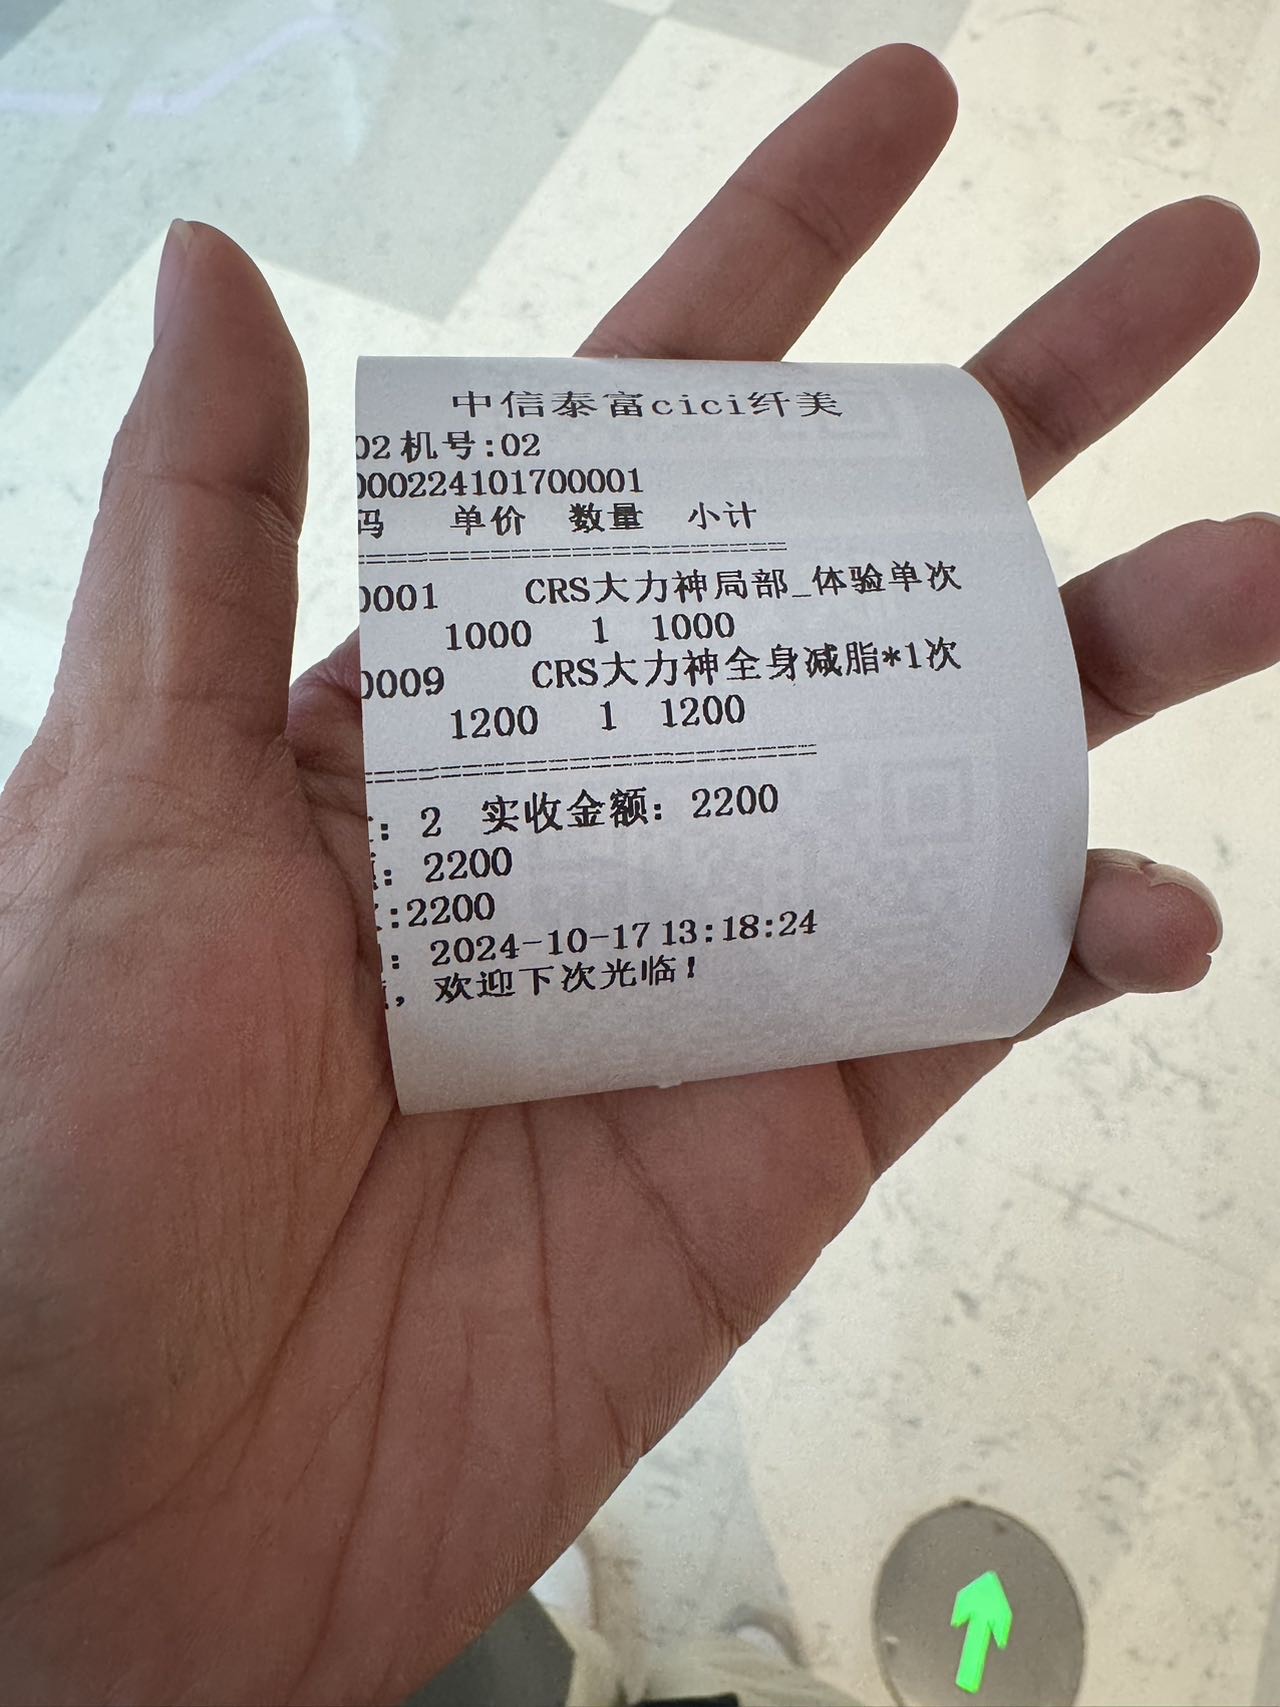 中信泰富cici纤美
02机号:02
000224101700001
码 单价 数量 小计
0001 CRS大力神局部_体验单次
1000 1 1000
0009 CRS大力神全身减脂*1次
1200 1 1200
: 2 实收金额: 2200
: 2200
:2200
: 2024-10-17 13:18:24
, 欢迎下次光临!